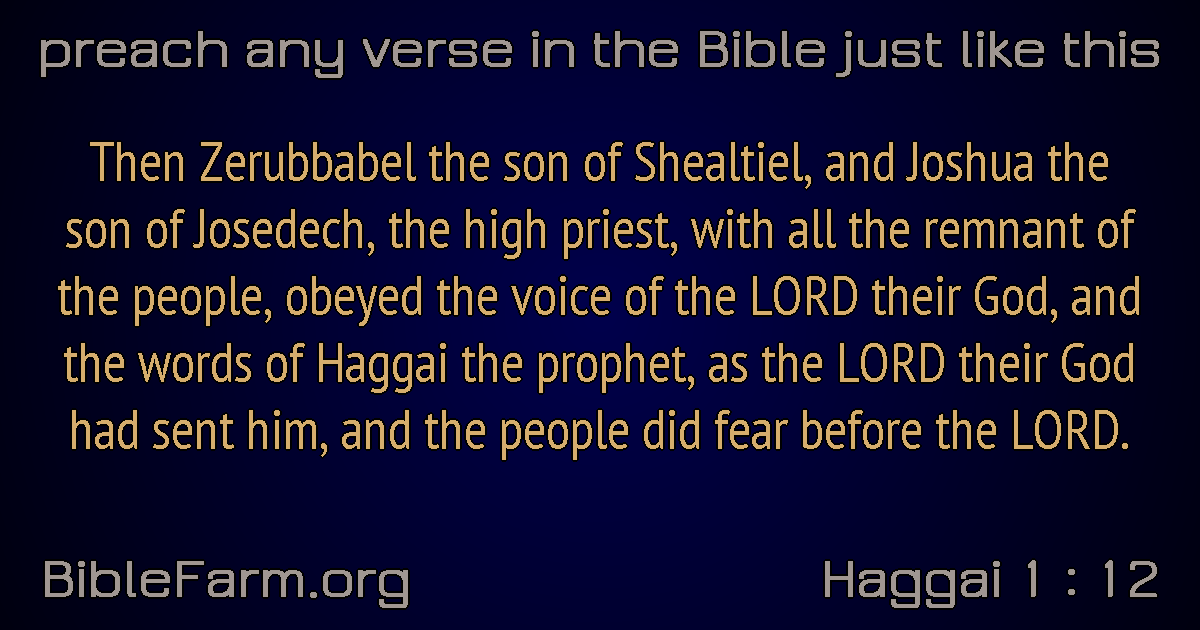 preach any verse in the Bible just like this
Then Zerubbabel the son of Shealtiel, and Joshua the
son of Josedech, the high priest, with all the remnant of
the people, obeyed the voice of the LORD their God, and
the words of Haggai the prophet, as the LORD their God
had sent him, and the people did fear before the LORD.
BibleFarm.org
Haggai 1 : 12